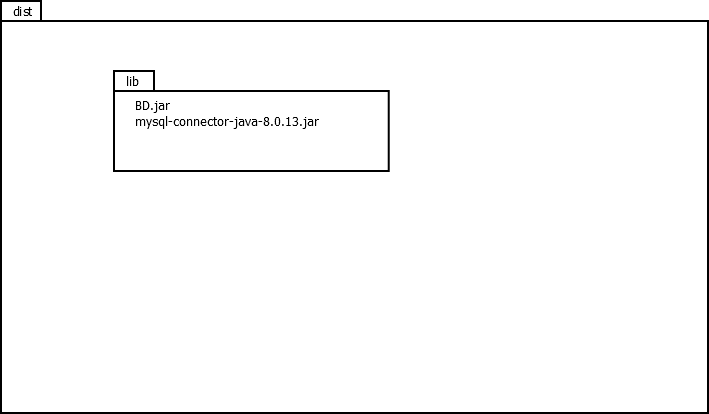 dist
lib
BD.jar
mysql-connector-java-8.0.13.jar